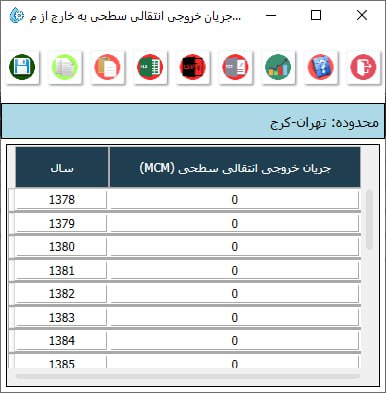 جریان خروجی انتقالی سطحی به خارج از م...
محدوده: تهران-کرج
سال	جریان خروجی انتقالی سطحی (MCM)
1378	0
1379	0
1380	0
1381	0
1382	0
1383	0
1384	0
1385	0